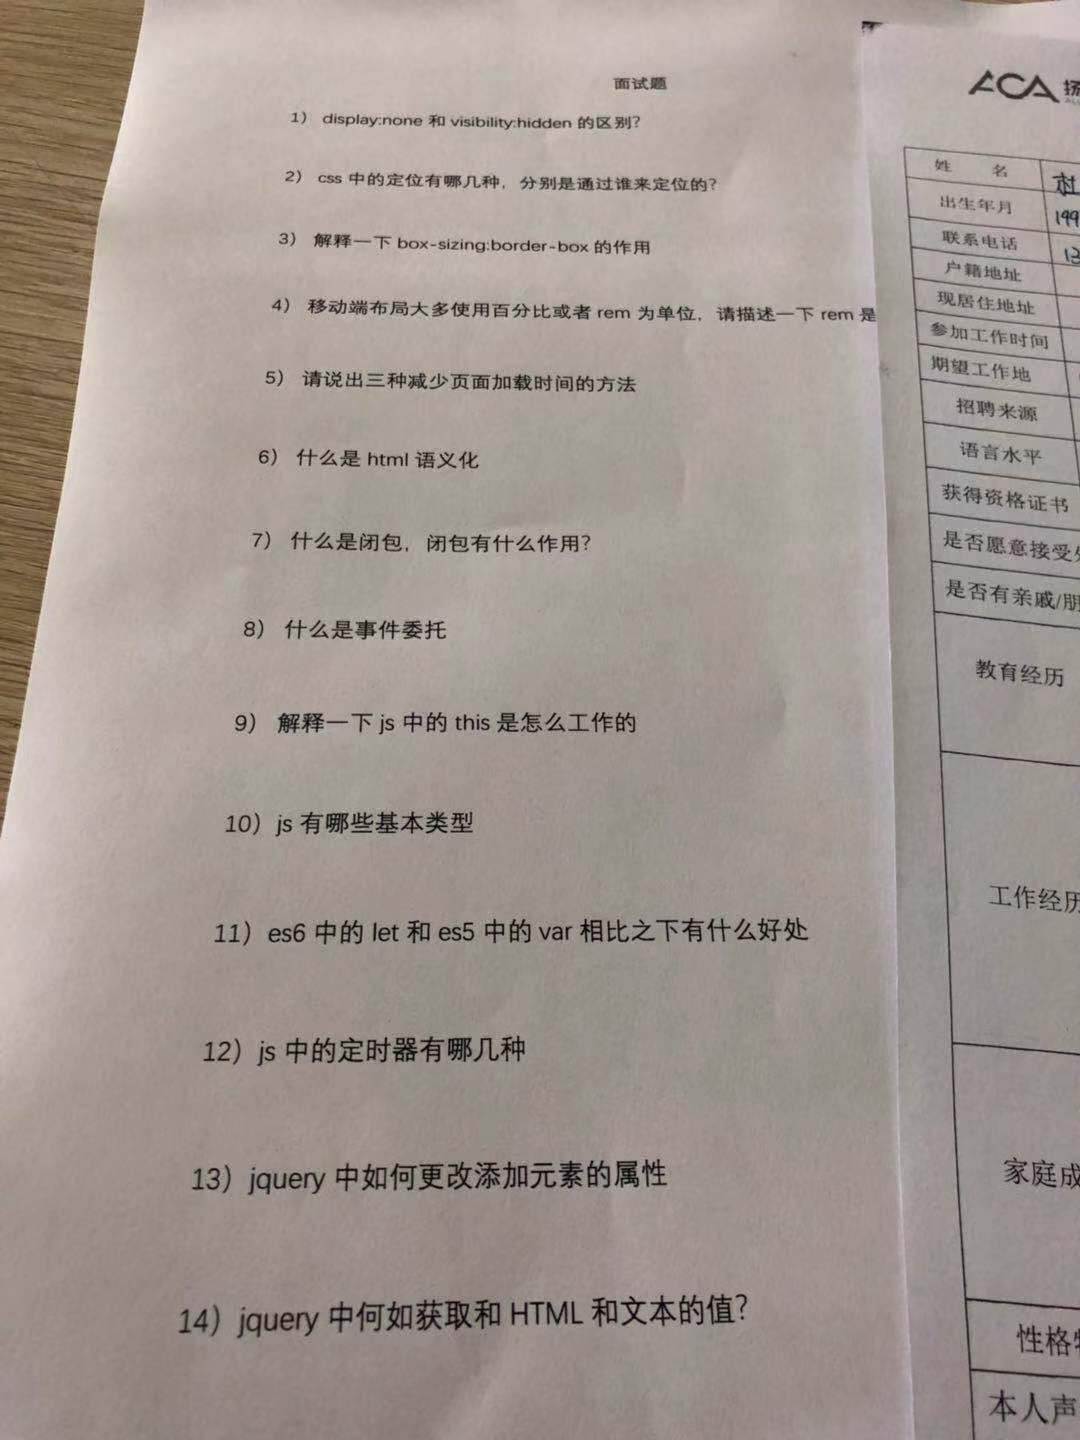 面试题
1） display:none 和 visibility:hidden 的区别？
2） css 中的定位有哪几种，分别是通过谁来定位的？
3） 解释一下 box-sizing:border-box 的作用
4） 移动端布局大多使用百分比或者 rem 为单位，请描述一下 rem 是
5） 请说出三种减少页面加载时间的方法
6） 什么是 html 语义化
7） 什么是闭包，闭包有什么作用？
8） 什么是事件委托
9） 解释一下 js 中的 this 是怎么工作的
10）js 有哪些基本类型
11）es6 中的 let 和 es5 中的 var 相比之下有什么好处
12）js 中的定时器有哪几种
13）jquery 中如何更改添加元素的属性
14）jquery 中何如获取和 HTML 和文本的值？
ACA 扬
姓 名
出生年月 199
联系电话 13
户籍地址
现居住地址
参加工作时间
期望工作地
招聘来源
语言水平
获得资格证书
是否愿意接受
是否有亲戚/朋
教育经历
工作经历
家庭成
性格特
本人声